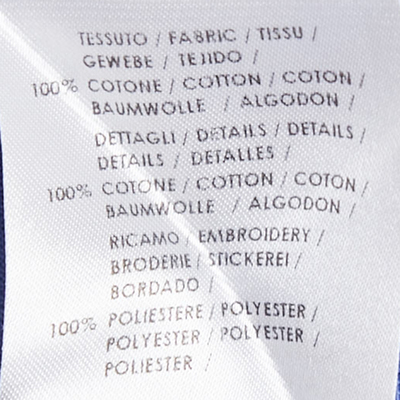 TESSUTO / FABRIC / TISSU /
GEWEBE / TEJIDO /
100% COTONE / COTTON / COTON /
BAUMWOLLE / ALGODON /
DETTAGLI / DETAILS / DETAILS /
DETAILS / DETALLES /
100% COTONE / COTTON / COTON /
BAUMWOLLE / ALGODON /
RICAMO / EMBROIDERY /
BRODERIE / STICKEREI /
BORDADO /
100% POLIESTERE / POLYESTER /
POLYESTER / POLYESTER /
POLIESTER /